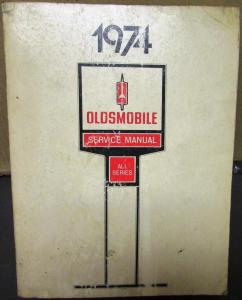 1974
OLDSMOBILE
SERVICE MANUAL
ALL
SERIES